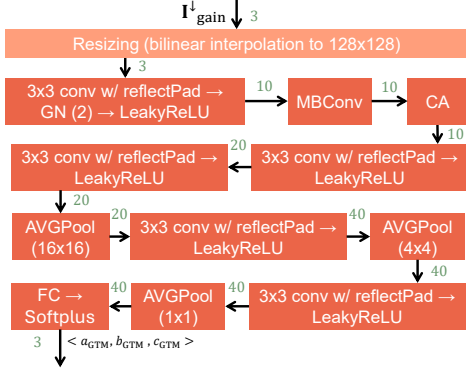 I↓gain 3
Resizing (bilinear interpolation to 128x128)
3
3x3 conv w/ reflectPad →
GN (2) → LeakyReLU
10
MBConv
10
CA
10
3x3 conv w/ reflectPad →
LeakyReLU
20
3x3 conv w/ reflectPad →
LeakyReLU
20
AVGPool
(16x16)
20
3x3 conv w/ reflectPad →
LeakyReLU
40
AVGPool
(4x4)
40
3x3 conv w/ reflectPad →
LeakyReLU
40
AVGPool
(1x1)
40
FC →
Softplus
3
< aGTM, bGTM , cGTM >